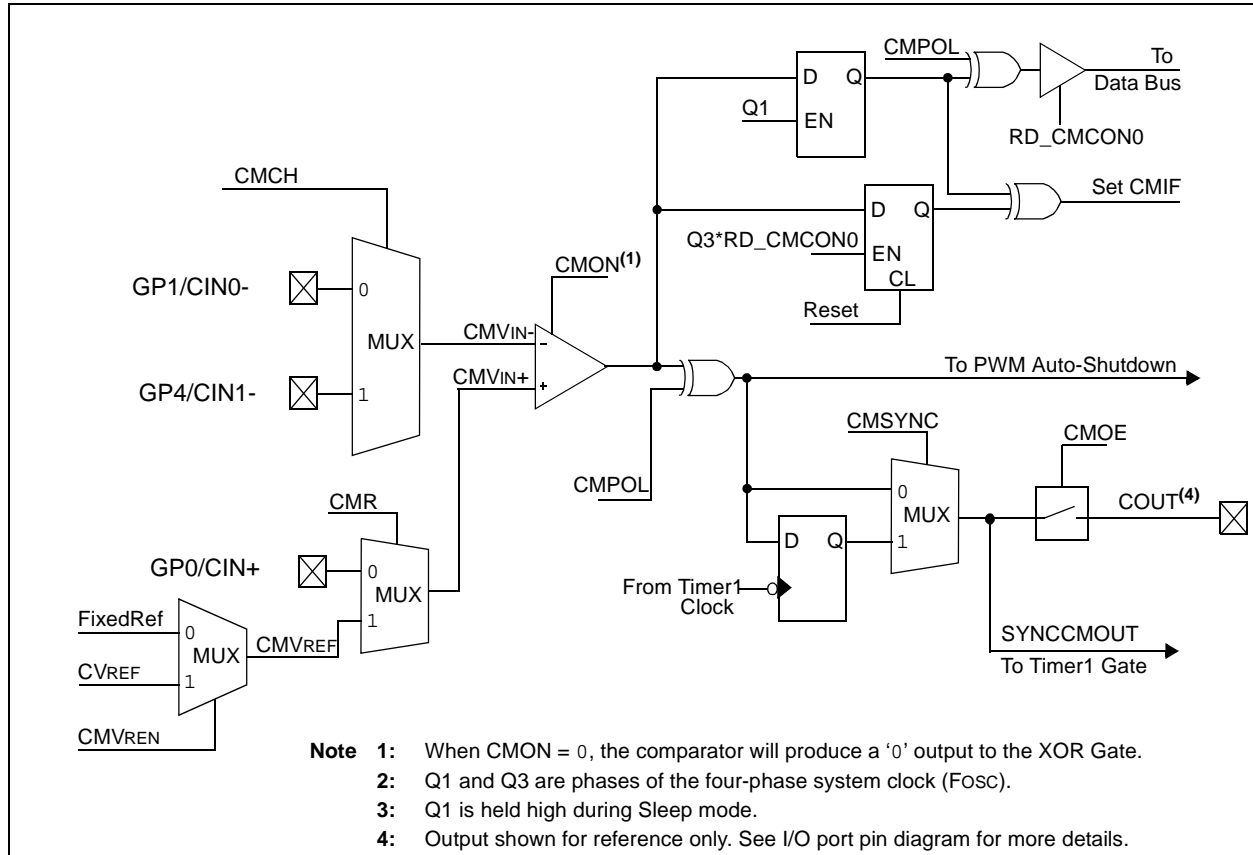 CMPOL
To
Data Bus
D Q
Q1
EN
RD_CMCON0
CMCH
Set CMIF
D Q
Q3*RD_CMCON0
EN
CL
CMON(1)
Reset
GP1/CIN0-
0
MUX
CMVIN-
-
GP4/CIN1-
1
CMVIN+
+
To PWM Auto-Shutdown
CMSYNC
CMOE
CMPOL
0
MUX
COUT(4)
CMR
D Q
1
GP0/CIN+
0
MUX
From Timer1
Clock
FixedRef
0
MUX
CMVREF
1
SYNCCMOUT
CVREF
1
To Timer1 Gate
CMVREN
Note 1: When CMON = 0, the comparator will produce a ‘0’ output to the XOR Gate.
2: Q1 and Q3 are phases of the four-phase system clock (FOSC).
3: Q1 is held high during Sleep mode.
4: Output shown for reference only. See I/O port pin diagram for more details.